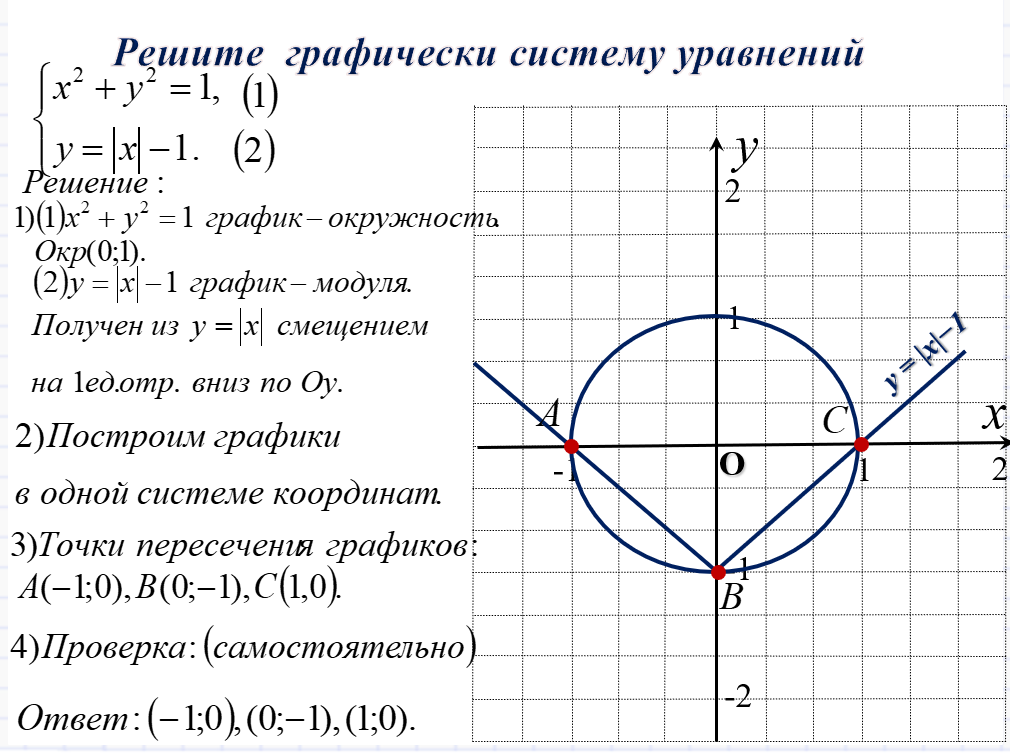 Решите графически систему уравнений
x² + y² = 1, (1)
y = |x| − 1. (2)
Решение :
1)(1)x² + y² = 1 график – окружность.
Окр(0;1).
(2)y = |x| − 1 график – модуля.
Получен из y = |x| смещением
на 1ед.отр. вниз по Оу.
2)Построим графики
в одной системе координат.
3)Точки пересечения графиков:
A(−1;0), B(0;−1), C(1,0).
4)Проверка: (самостоятельно)
Ответ: (−1;0), (0;−1), (1;0).
y
2
1
y = |x|−1
A
C
x
-1
О
1
2
-1
B
-2